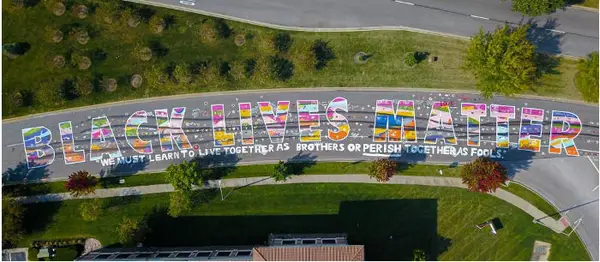 BLACK LIVES MATTER
WE MUST LEARN TO LIVE TOGETHER AS BROTHERS OR PERISH TOGETHER AS FOOLS.